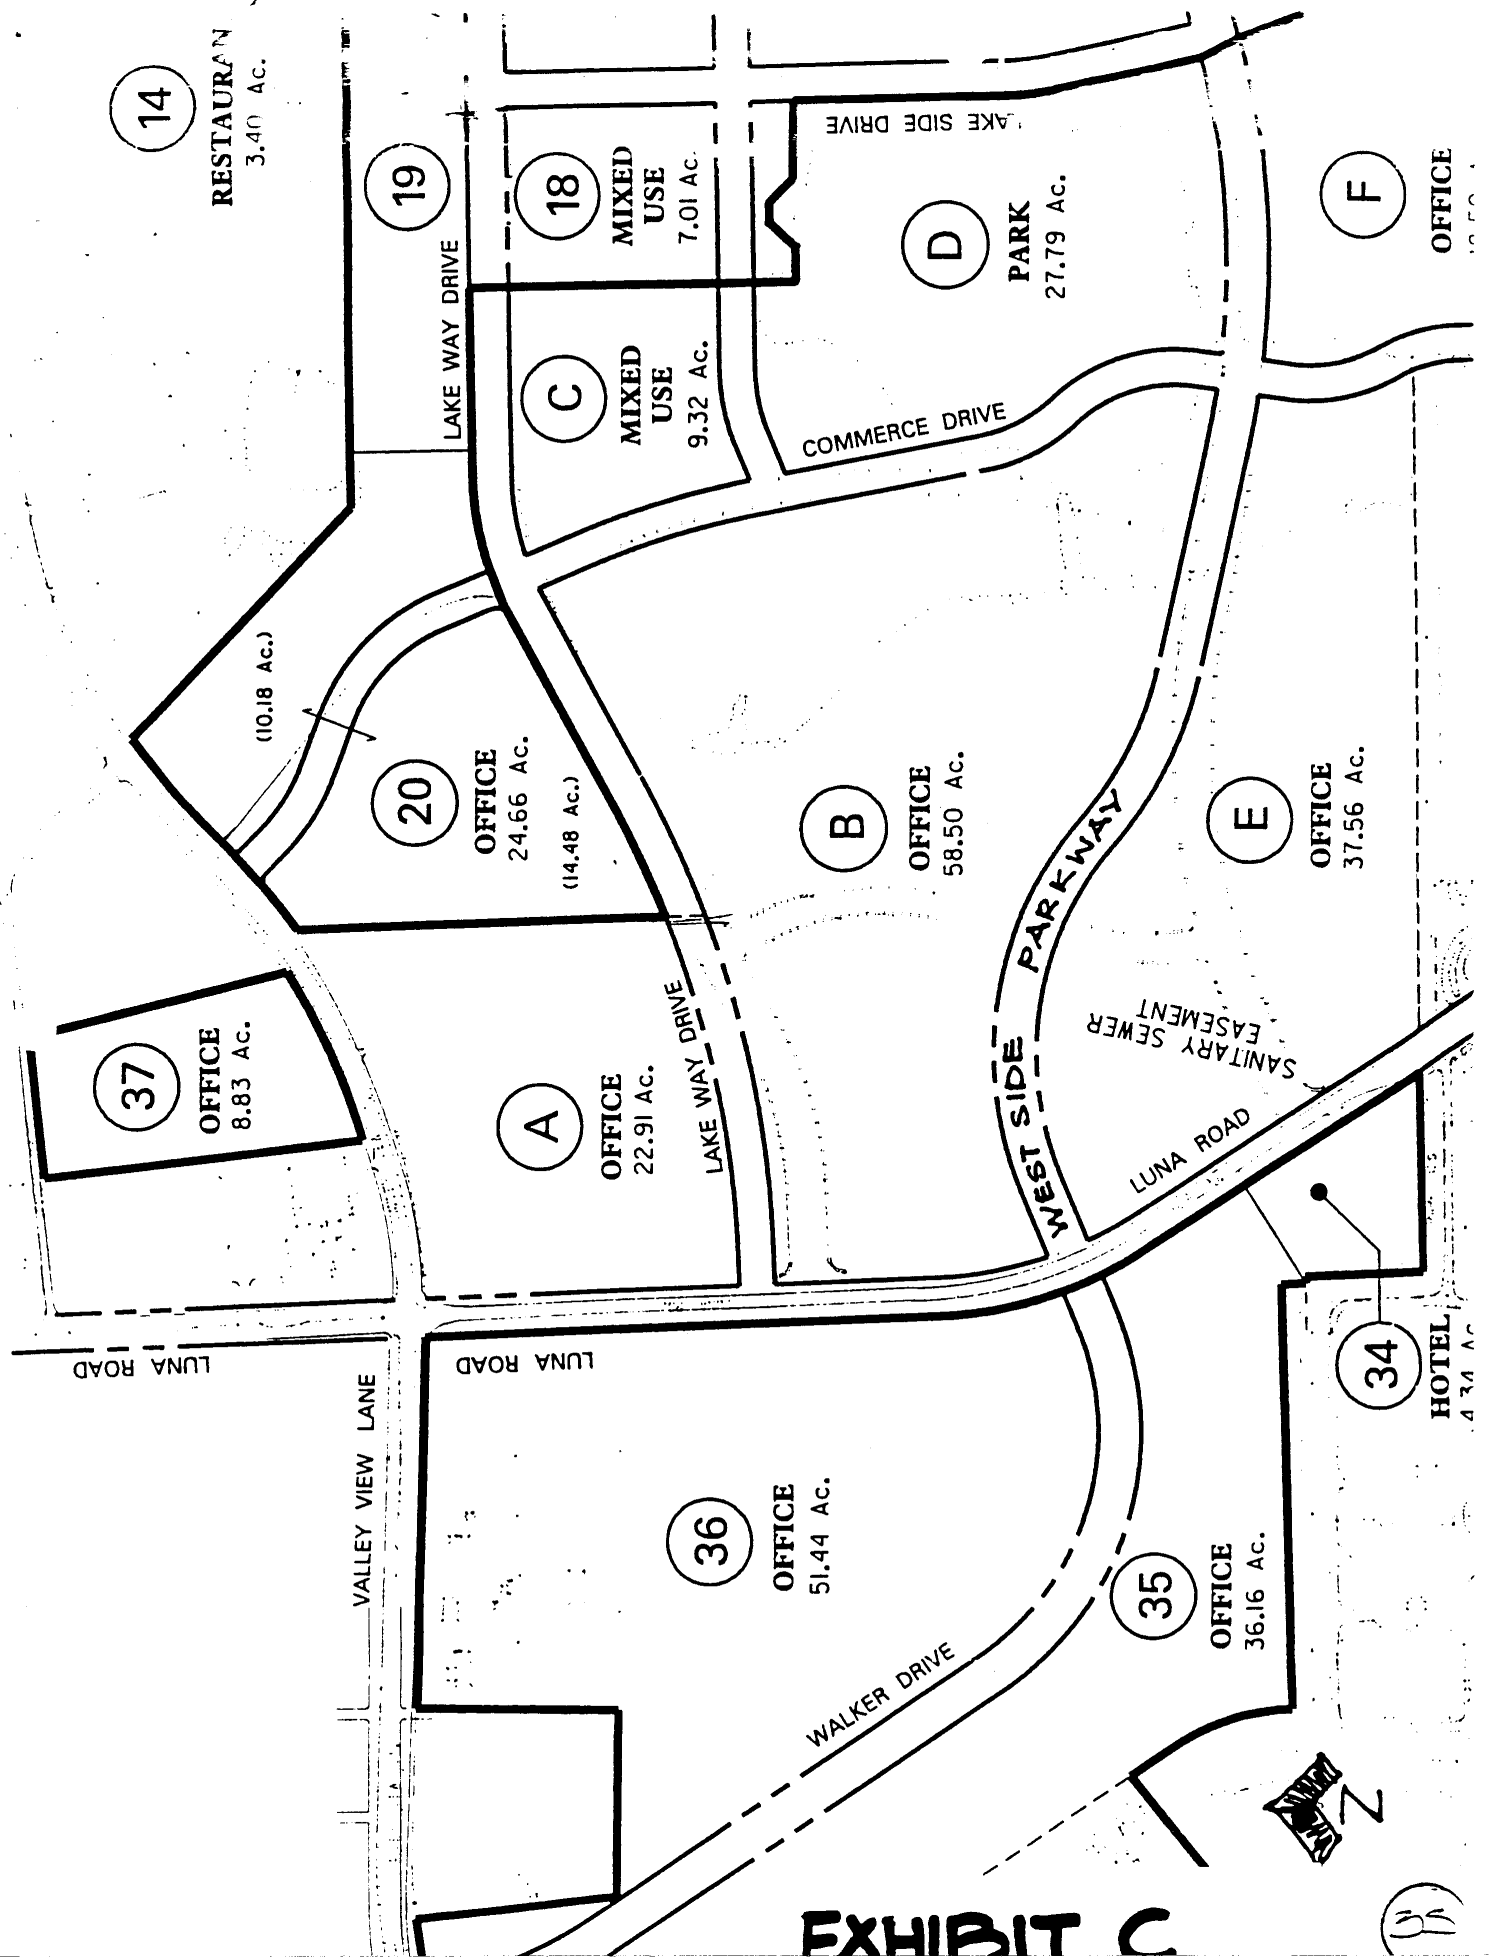 14
RESTAURAN
3.40 Ac.
19
LAKE WAY DRIVE
18
MIXED
USE
7.01 Ac.
LAKE SIDE DRIVE
D
PARK
27.79 Ac.
F
OFFICE
C
MIXED
USE
9.32 Ac.
COMMERCE DRIVE
(10.18 Ac.)
20
OFFICE
24.66 Ac.
(14.48 Ac.)
B
OFFICE
58.50 Ac.
WEST SIDE PARKWAY
E
OFFICE
37.56 Ac.
SANITARY SEWER
EASEMENT
37
OFFICE
8.83 Ac.
A
OFFICE
22.91 Ac.
LAKE WAY DRIVE
LUNA ROAD
LUNA ROAD
LUNA ROAD
VALLEY VIEW LANE
34
HOTEL
4.34 Ac
36
OFFICE
51.44 Ac.
35
OFFICE
36.16 Ac.
WALKER DRIVE
N
EXHIBIT C